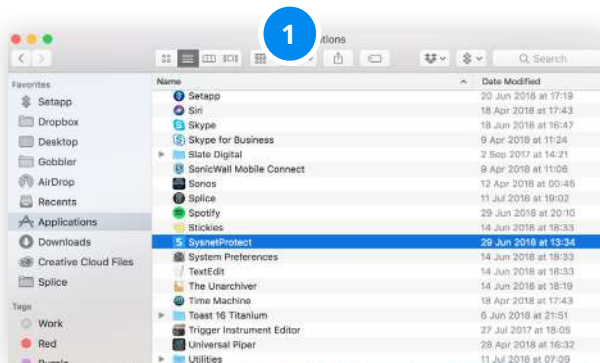 1
ations
Search
Favorites
Setapp
Dropbox
Desktop
Gobbler
AirDrop
Recents
Applications
Downloads
Creative Cloud Files
Splice
Tags
Work
Red
Purple
Name Date Modified
Setapp 20 Jun 2018 at 17:19
Siri 18 Apr 2018 at 17:43
Skype 18 Jun 2018 at 16:47
Skype for Business 9 Apr 2018 at 11:24
Slate Digital 2 Sep 2017 at 14:21
SonicWall Mobile Connect 9 Apr 2018 at 11:06
Sonos 12 Apr 2018 at 00:45
Splice 11 Jul 2018 at 19:02
Spotify 29 Jun 2018 at 20:10
Stickies 14 Jun 2018 at 18:33
SysnetProtect 29 Jun 2018 at 13:34
System Preferences 14 Jun 2018 at 18:33
TextEdit 14 Jun 2018 at 18:33
The Unarchiver 14 Jun 2018 at 18:19
Time Machine 18 Apr 2018 at 17:43
Toast 16 Titanium 6 Jun 2018 at 21:51
Trigger Instrument Editor 27 Jul 2017 at 18:05
Universal Piper 28 Apr 2018 at 16:32
Utilities 11 Jul 2018 at 07:09